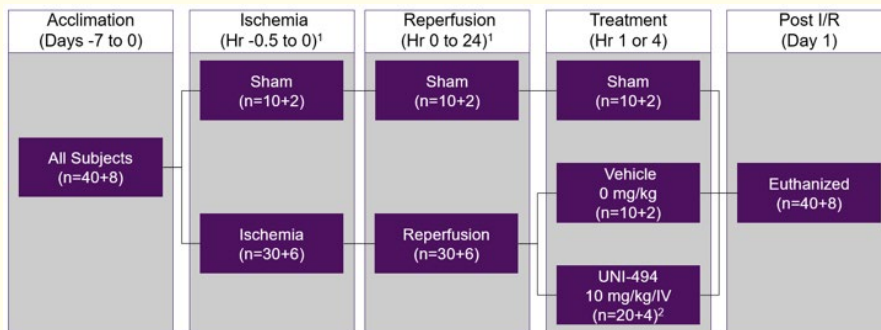 Acclimation
(Days -7 to 0)
Ischemia
(Hr -0.5 to 0)¹
Reperfusion
(Hr 0 to 24)¹
Treatment
(Hr 1 or 4)
Post I/R
(Day 1)
All Subjects
(n=40+8)
Sham
(n=10+2)
Ischemia
(n=30+6)
Sham
(n=10+2)
Reperfusion
(n=30+6)
Sham
(n=10+2)
Vehicle
0 mg/kg
(n=10+2)
UNI-494
10 mg/kg/IV
(n=20+4)²
Euthanized
(n=40+8)